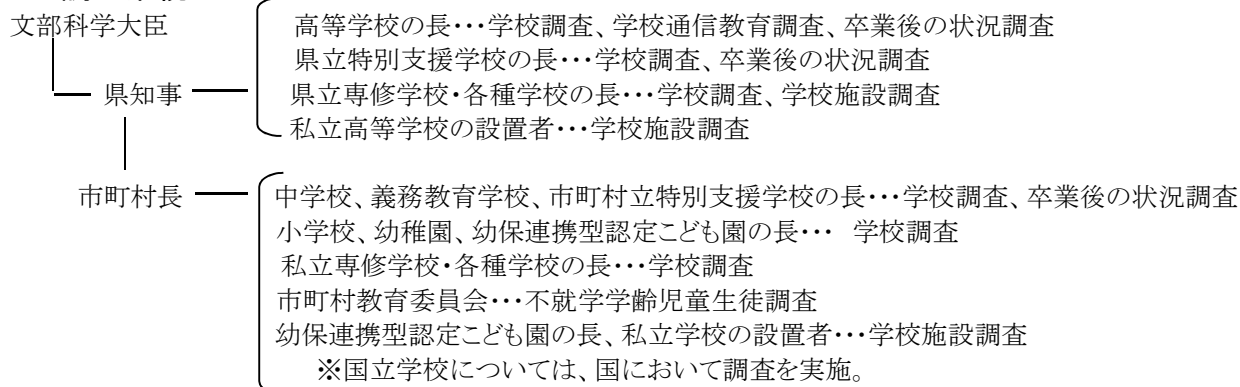 文部科学大臣
高等学校の長･･･学校調査、学校通信教育調査、卒業後の状況調査
県立特別支援学校の長･･･学校調査、卒業後の状況調査
県知事
県立専修学校・各種学校の長･･･学校調査、学校施設調査
私立高等学校の設置者･･･学校施設調査
市町村長
中学校、義務教育学校、市町村立特別支援学校の長･･･学校調査、卒業後の状況調査
小学校、幼稚園、幼保連携型認定こども園の長･･･ 学校調査
私立専修学校・各種学校の長･･･学校調査
市町村教育委員会･･･不就学学齢児童生徒調査
幼保連携型認定こども園の長、私立学校の設置者･･･学校施設調査
※国立学校については、国において調査を実施。